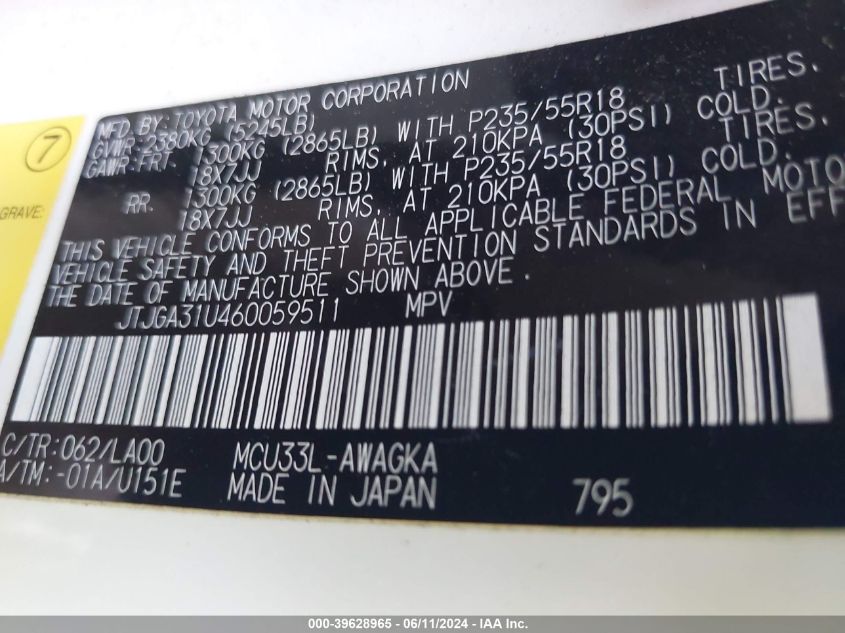 MFD. BY: TOYOTA MOTOR CORPORATION
GVWR: 2380KG (5245LB)
GAWR: FRT. 1300KG (2865LB) WITH P235/55R18 TIRES.
18X7JJ RIMS, AT 210KPA (30PSI) COLD.
RR. 1300KG (2865LB) WITH P235/55R18 TIRES.
18X7JJ RIMS, AT 210KPA (30PSI) COLD.
THIS VEHICLE CONFORMS TO ALL APPLICABLE FEDERAL MOTO
VEHICLE SAFETY AND THEFT PREVENTION STANDARDS IN EFF
THE DATE OF MANUFACTURE SHOWN ABOVE.
JTJGA31U460059511 MPV
C/TR: 062/LA00 MCU33L-AWAGKA
A/TM: -01A/U151E MADE IN JAPAN 795
7
GRAVE:
000-39628965 - 06/11/2024 - IAA Inc.